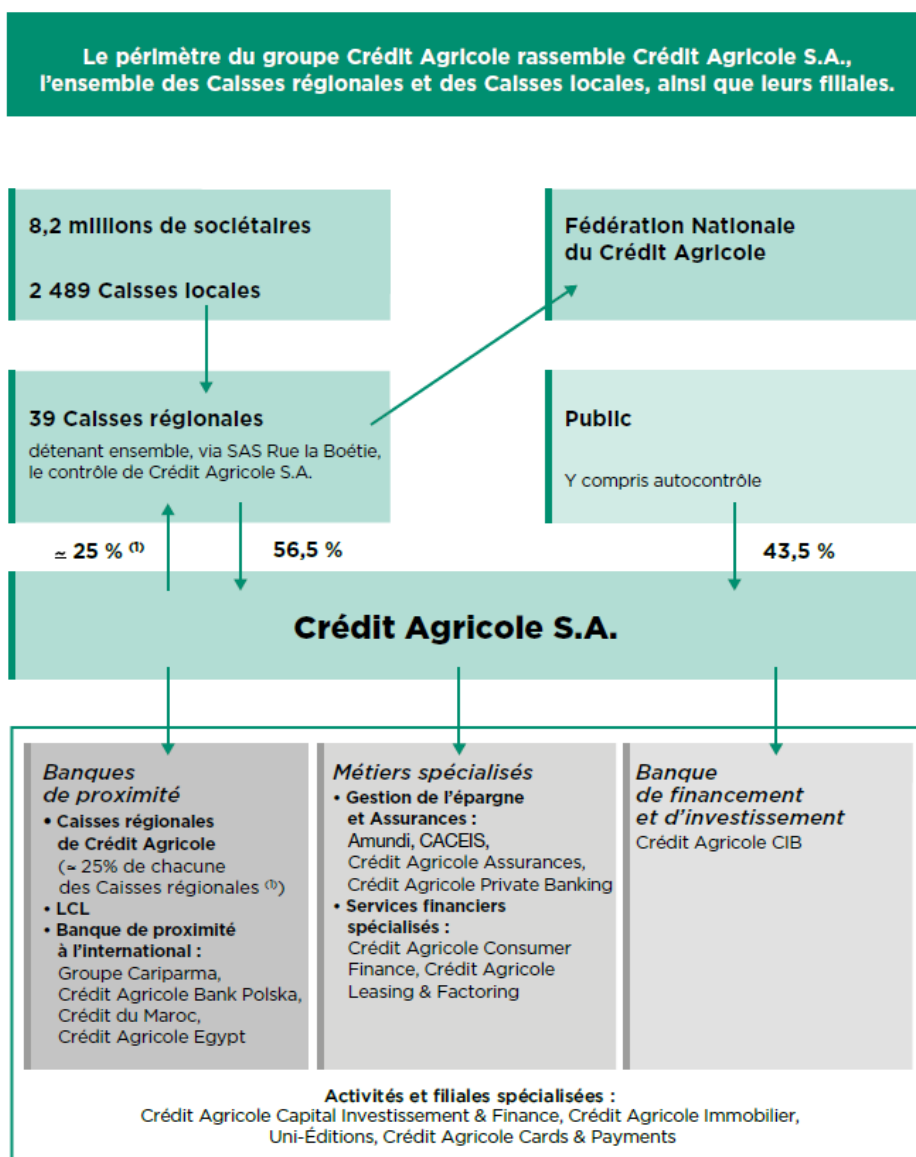 Le périmètre du groupe Crédit Agricole rassemble Crédit Agricole S.A.,
l'ensemble des Caisses régionales et des Caisses locales, ainsi que leurs filiales.
8,2 millions de sociétaires
2 489 Caisses locales
Fédération Nationale
du Crédit Agricole
39 Caisses régionales
détenant ensemble, via SAS Rue la Boétie,
le contrôle de Crédit Agricole S.A.
Public
Y compris autocontrôle
≃ 25 % (1)
56,5 %
43,5 %
Crédit Agricole S.A.
Banques
de proximité
• Caisses régionales
de Crédit Agricole
(≃ 25% de chacune
des Caisses régionales (1))
• LCL
• Banque de proximité
à l'international :
Groupe Cariparma,
Crédit Agricole Bank Polska,
Crédit du Maroc,
Crédit Agricole Egypt
Métiers spécialisés
• Gestion de l'épargne
et Assurances :
Amundi, CACEIS,
Crédit Agricole Assurances,
Crédit Agricole Private Banking
• Services financiers
spécialisés :
Crédit Agricole Consumer
Finance, Crédit Agricole
Leasing & Factoring
Banque
de financement
et d'investissement
Crédit Agricole CIB
Activités et filiales spécialisées :
Crédit Agricole Capital Investissement & Finance, Crédit Agricole Immobilier,
Uni-Éditions, Crédit Agricole Cards & Payments